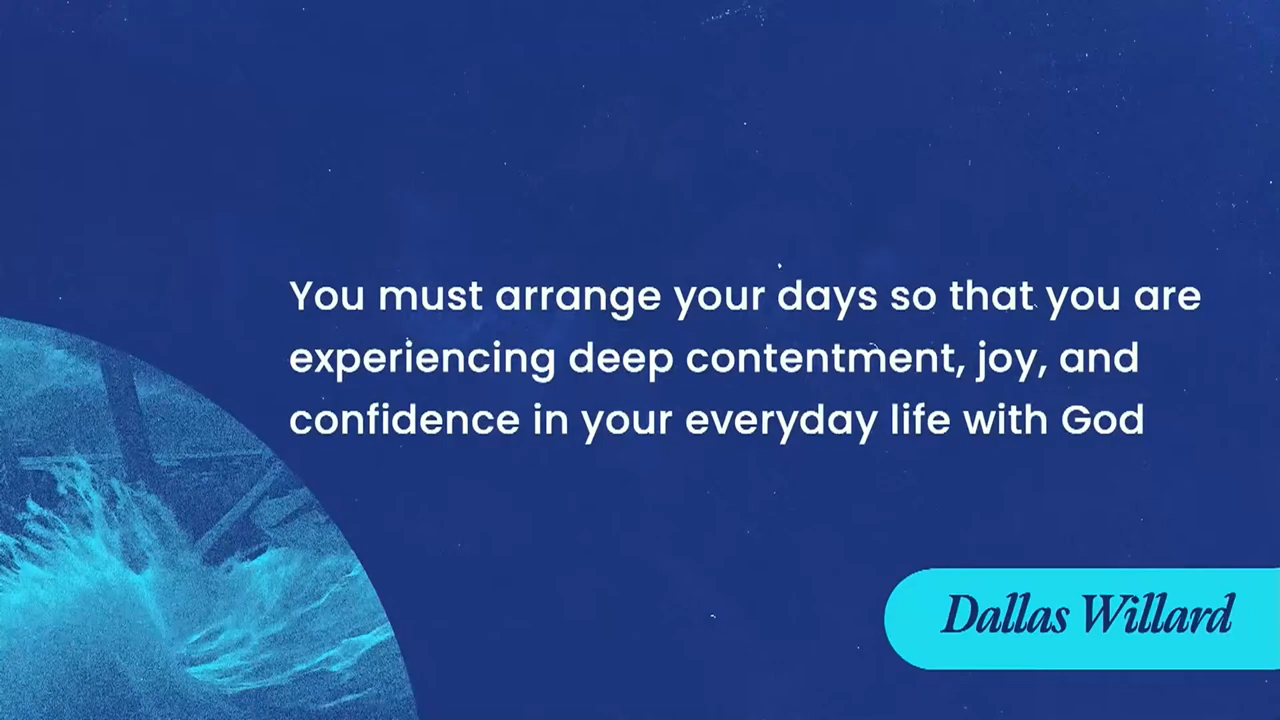 You must arrange your days so that you are
experiencing deep contentment, joy, and
confidence in your everyday life with God
Dallas Willard